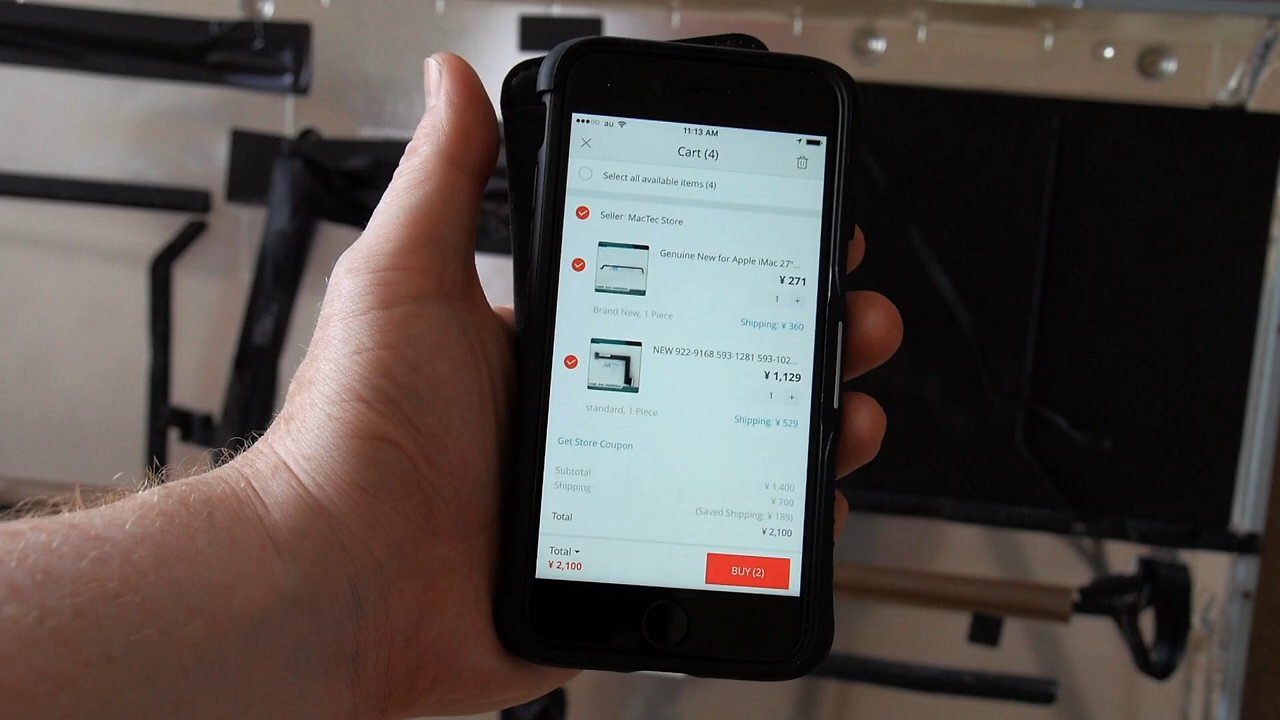 au
11:13 AM
Cart (4)
Select all available items (4)
Seller: MacTec Store
Genuine New for Apple iMac 27"...
¥ 271
1 +
Brand New, 1 Piece
Shipping: ¥ 360
NEW 922-9168 593-1281 593-102...
¥ 1,129
1 +
standard, 1 Piece
Shipping: ¥ 529
Get Store Coupon
Subtotal: ¥ 1,400
Shipping: ¥ 700
(Saved Shipping: ¥ 189)
Total ¥ 2,100
Total
¥ 2,100
BUY (2)